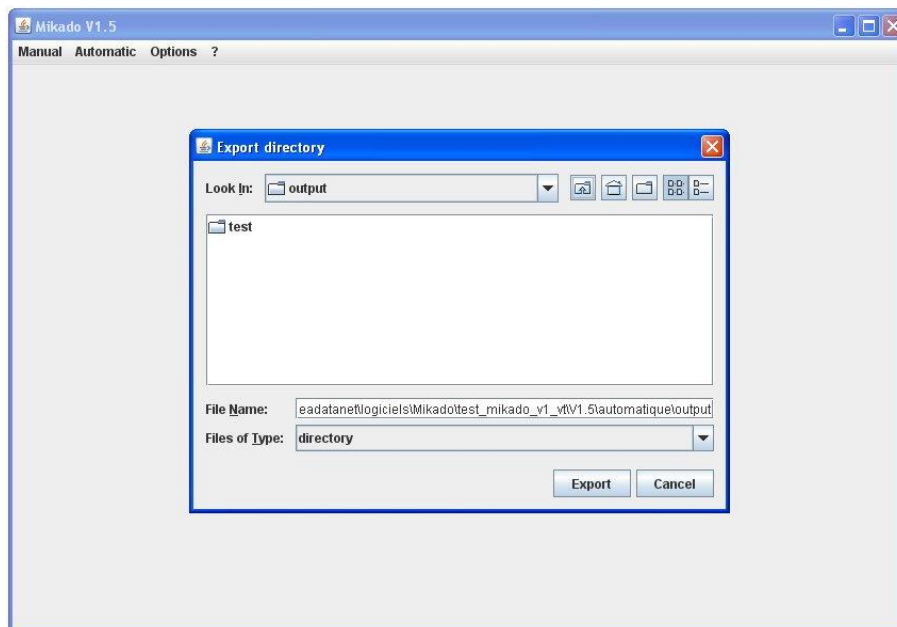 Mikado V1.5
Manual Automatic Options ?
Export directory
Look In: output
test
File Name: eadatanet\logiciels\Mikado\test_mikado_v1_vt\V1.5\automatique\output
Files of Type: directory
Export Cancel